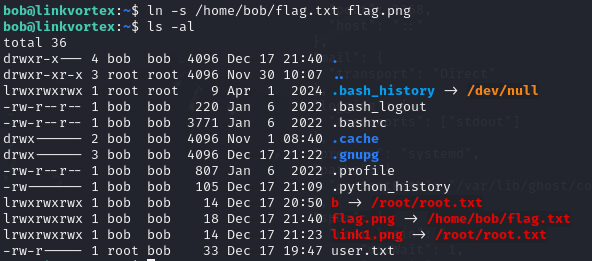 bob@linkvortex:~$ ln -s /home/bob/flag.txt flag.png
bob@linkvortex:~$ ls -al
total 36
drwxr-x--- 4 bob  bob  4096 Dec 17 21:40 .
drwxr-xr-x 3 root root 4096 Nov 30 10:07 ..
lrwxrwxrwx 1 root root    9 Apr  1  2024 .bash_history -> /dev/null
-rw-r--r-- 1 bob  bob   220 Jan  6  2022 .bash_logout
-rw-r--r-- 1 bob  bob  3771 Jan  6  2022 .bashrc
drwx------ 2 bob  bob  4096 Nov  1 08:40 .cache
drwx------ 3 bob  bob  4096 Dec 17 21:22 .gnupg
-rw-r--r-- 1 bob  bob   807 Jan  6  2022 .profile
-rw------- 1 bob  bob   105 Dec 17 21:09 .python_history
lrwxrwxrwx 1 bob  bob    14 Dec 17 20:50 b -> /root/root.txt
lrwxrwxrwx 1 bob  bob    18 Dec 17 21:40 flag.png -> /home/bob/flag.txt
lrwxrwxrwx 1 bob  bob    14 Dec 17 21:23 link1.png -> /root/root.txt
-rw-r----- 1 root bob    33 Dec 17 19:47 user.txt